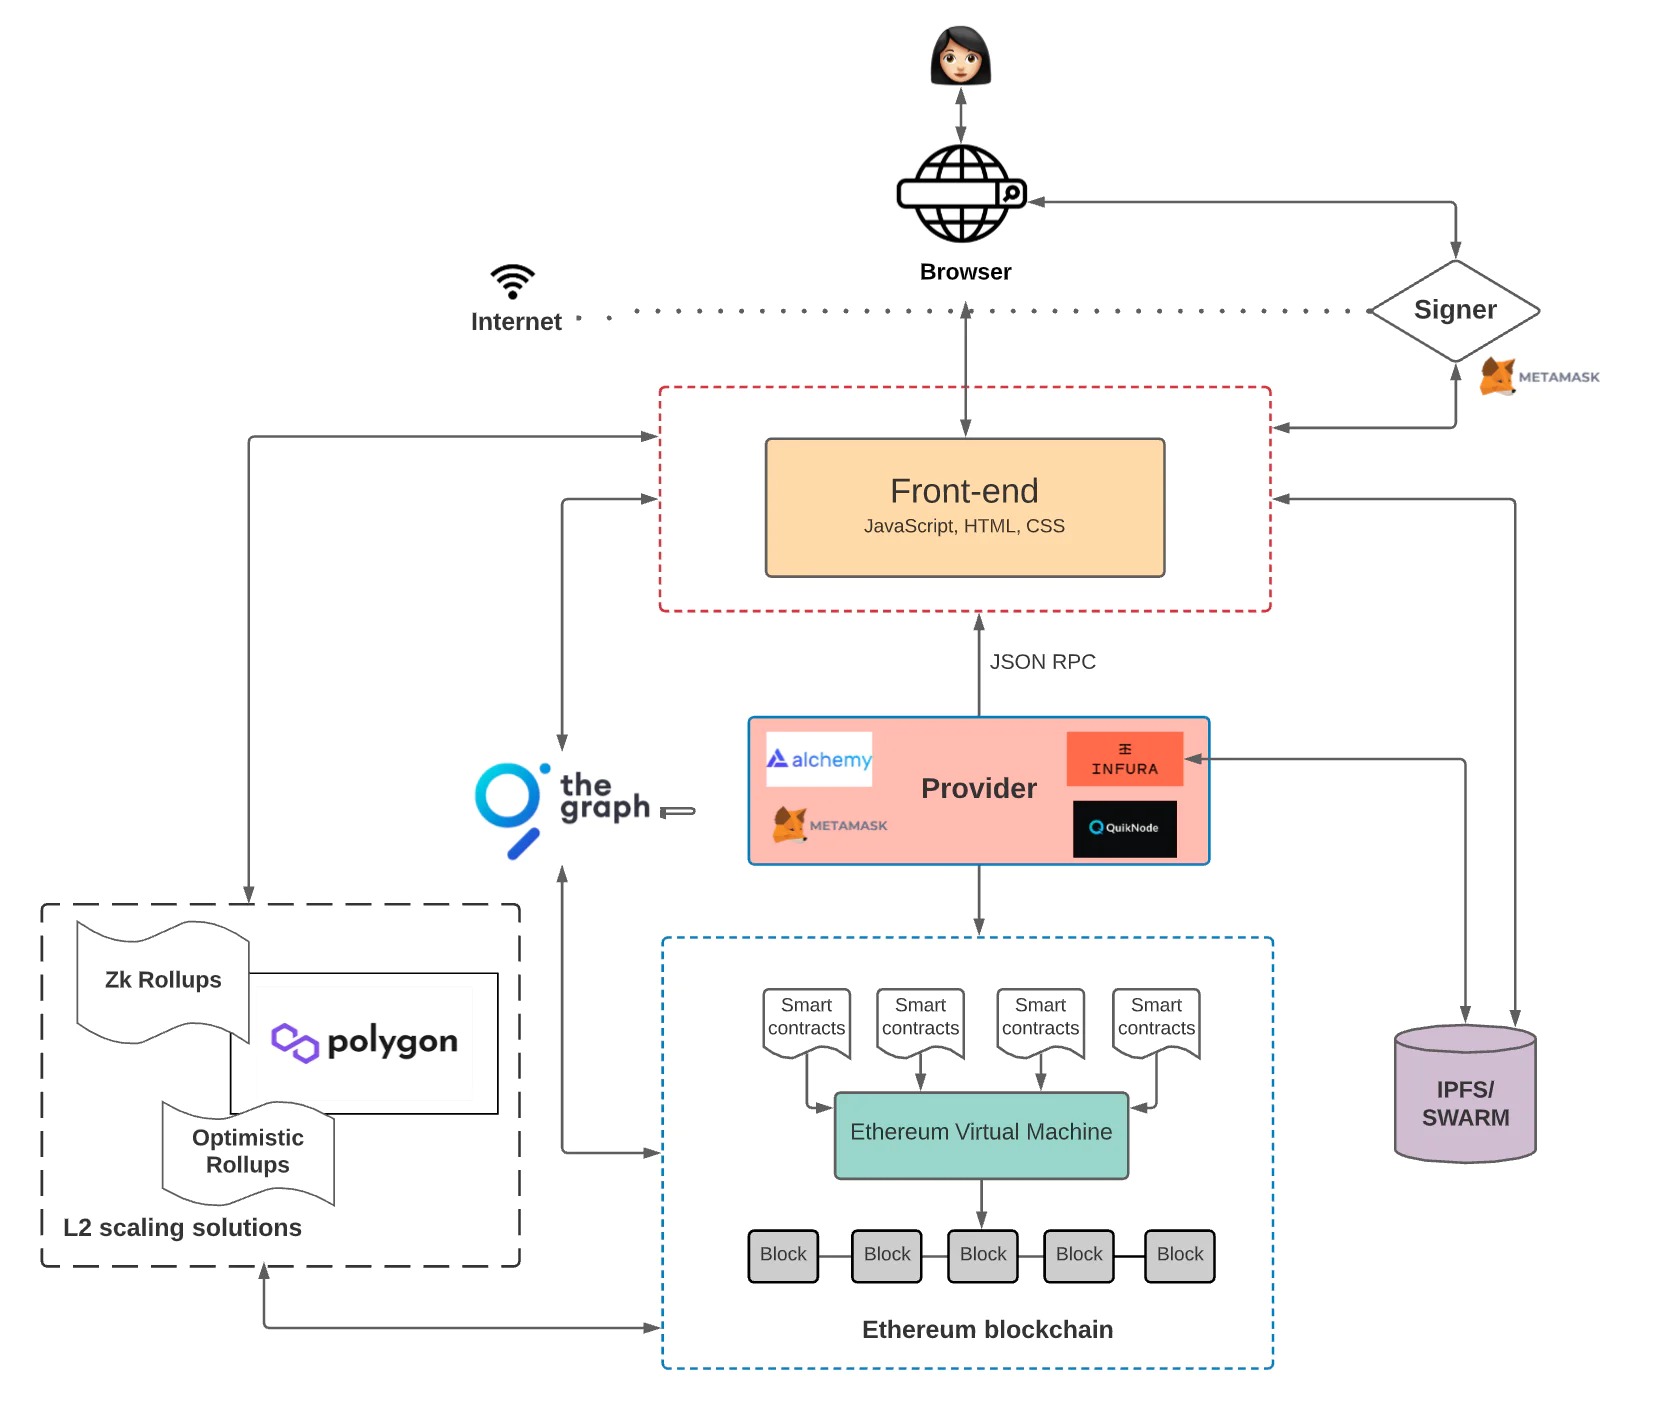 Browser
Internet
Signer
METAMASK
Front-end
JavaScript, HTML, CSS
JSON RPC
alchemy
INFURA
Provider
METAMASK
QuikNode
the
graph
Zk Rollups
polygon
Optimistic
Rollups
L2 scaling solutions
Smart
contracts
Smart
contracts
Smart
contracts
Smart
contracts
Ethereum Virtual Machine
Block
Block
Block
Block
Block
Ethereum blockchain
IPFS/
SWARM